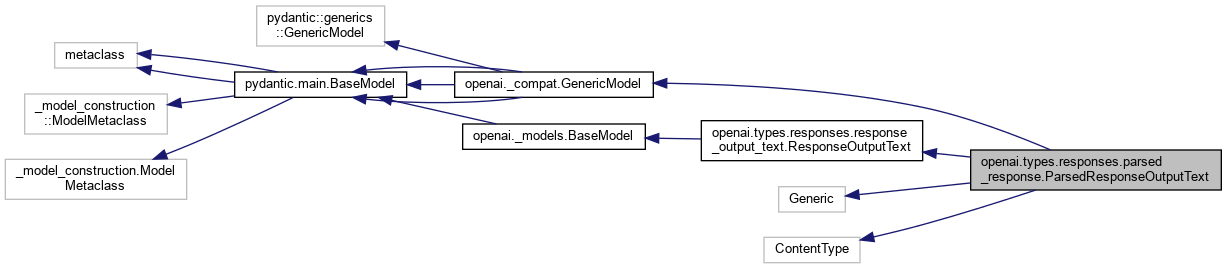 pydantic::generics
::GenericModel
metaclass
pydantic.main.BaseModel
openai._compat.GenericModel
_model_construction
::ModelMetaclass
openai._models.BaseModel
openai.types.responses.response
_output_text.ResponseOutputText
openai.types.responses.parsed
_response.ParsedResponseOutputText
_model_construction.Model
Metaclass
Generic
ContentType